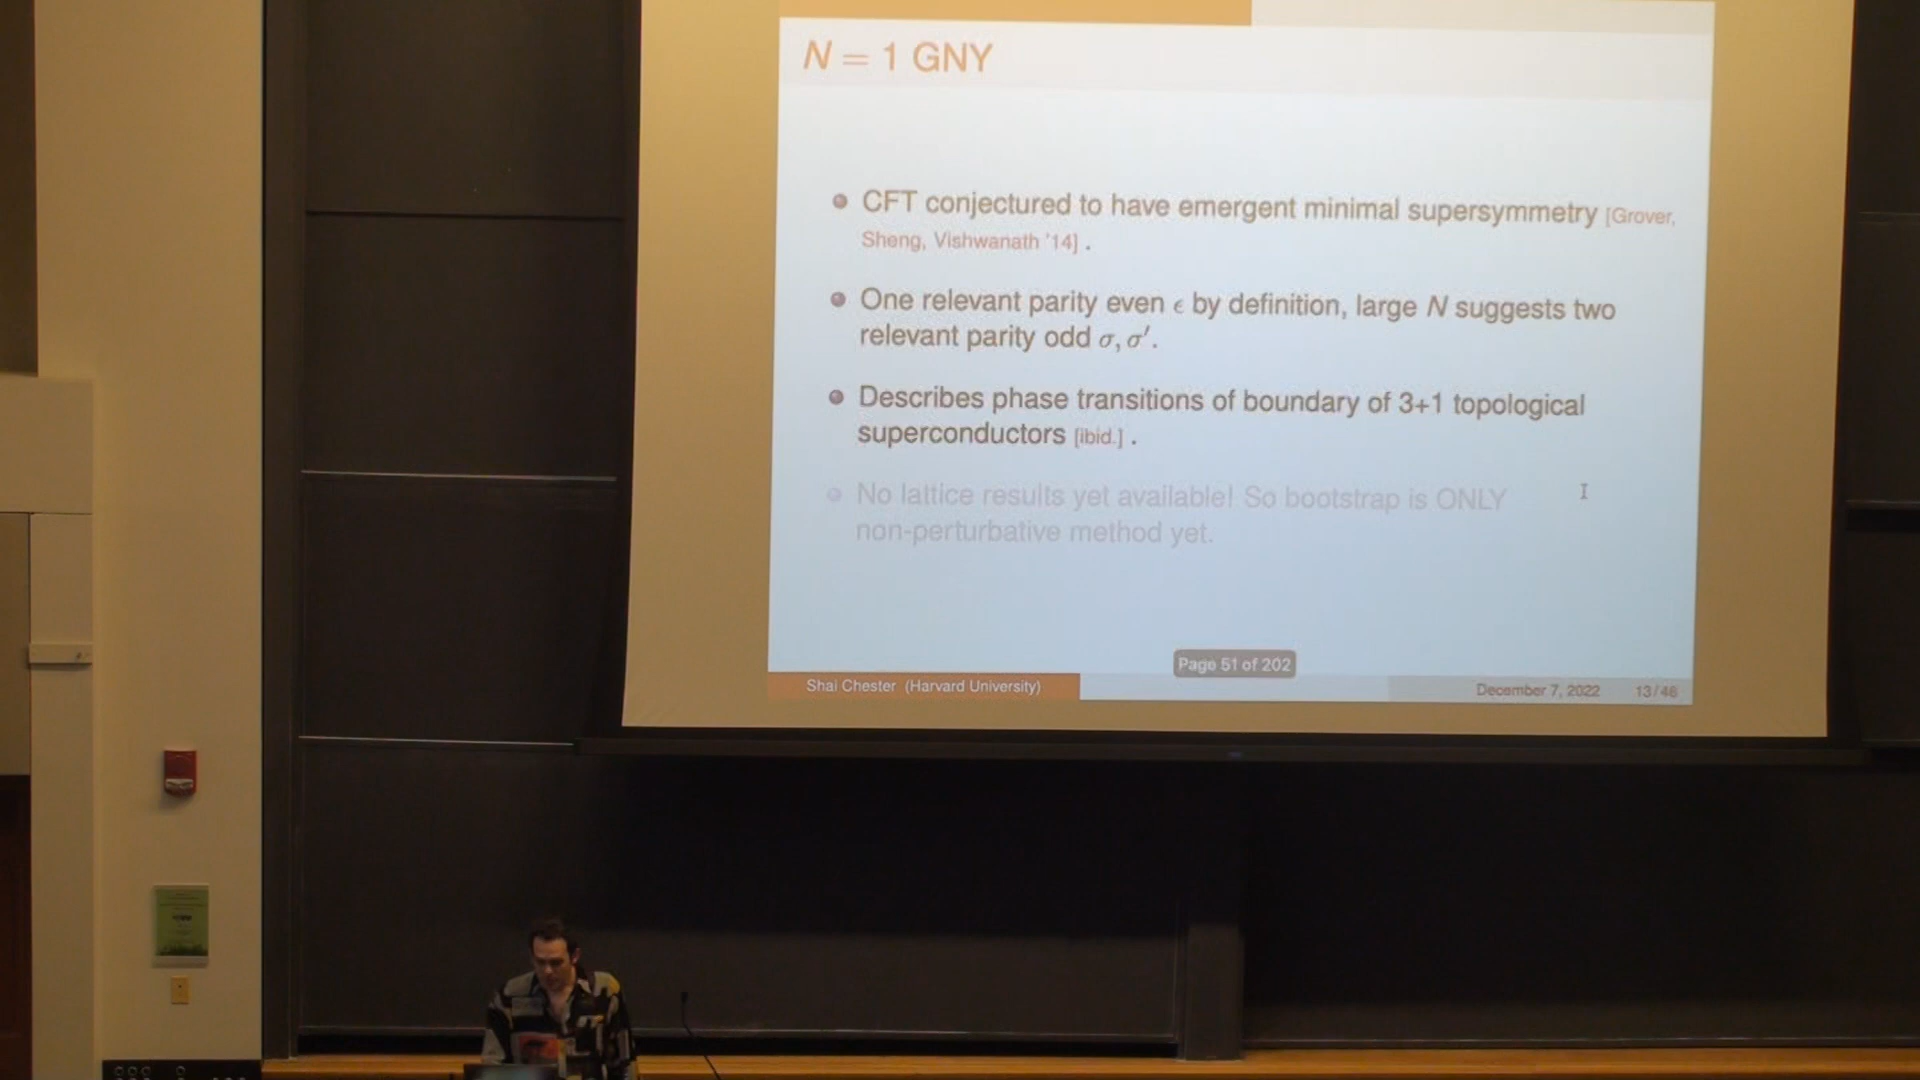 N = 1 GNY
CFT conjectured to have emergent minimal supersymmetry [Grover,
Sheng, Vishwanath '14] .
One relevant parity even ϵ by definition, large N suggests two
relevant parity odd σ, σ′.
Describes phase transitions of boundary of 3+1 topological
superconductors [ibid.] .
No lattice results yet available! So bootstrap is ONLY
non-perturbative method yet.
Page 51 of 202
Shai Chester (Harvard University)
December 7, 2022
13 / 46